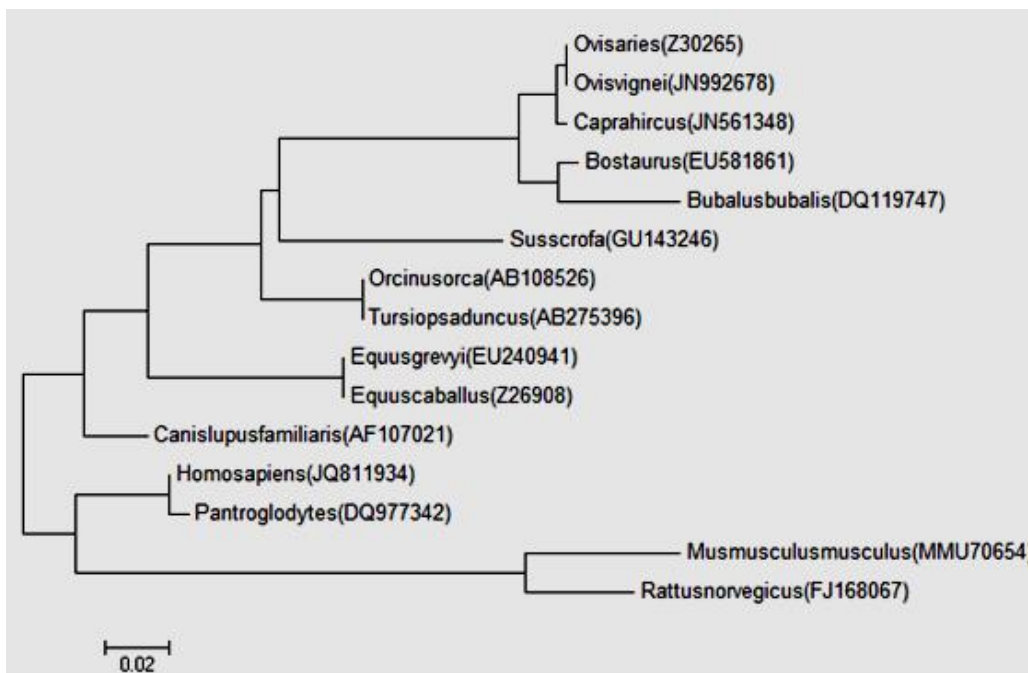 Ovisaries(Z30265)
Ovisvignei(JN992678)
Caprahircus(JN561348)
Bostaurus(EU581861)
Bubalusbubalis(DQ119747)
Susscrofa(GU143246)
Orcinusorca(AB108526)
Tursiopsaduncus(AB275396)
Equusgrevyi(EU240941)
Equuscaballus(Z26908)
Canislupusfamiliaris(AF107021)
Homosapiens(JQ811934)
Pantroglodytes(DQ977342)
Musmusculusmusculus(MMU70654)
Rattusnorvegicus(FJ168067)
0.02